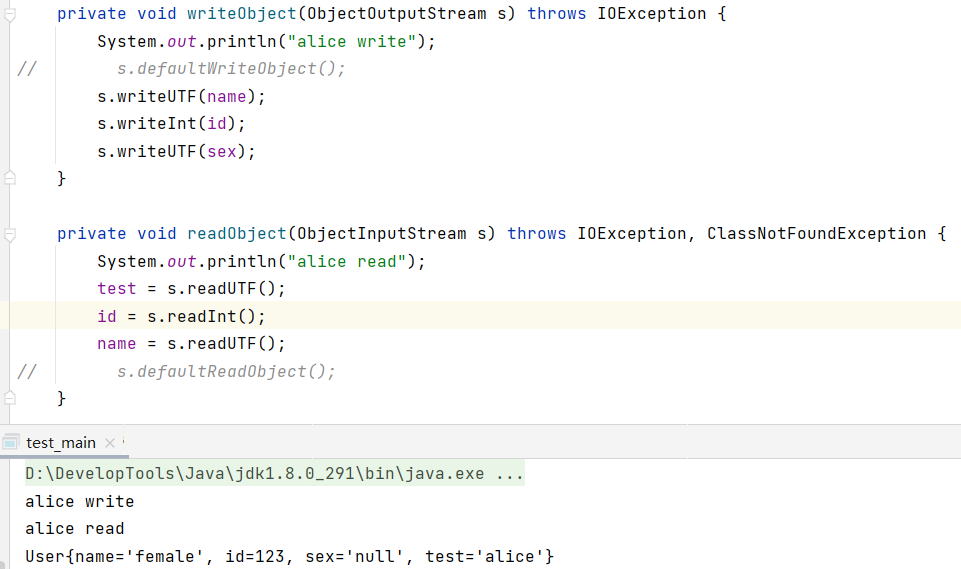 private void writeObject(ObjectOutputStream s) throws IOException {
System.out.println("alice write");
// s.defaultWriteObject();
s.writeUTF(name);
s.writeInt(id);
s.writeUTF(sex);
}
private void readObject(ObjectInputStream s) throws IOException, ClassNotFoundException {
System.out.println("alice read");
test = s.readUTF();
id = s.readInt();
name = s.readUTF();
// s.defaultReadObject();
}
test_main ×
D:\DevelopTools\Java\jdk1.8.0_291\bin\java.exe ...
alice write
alice read
User{name='female', id=123, sex='null', test='alice'}